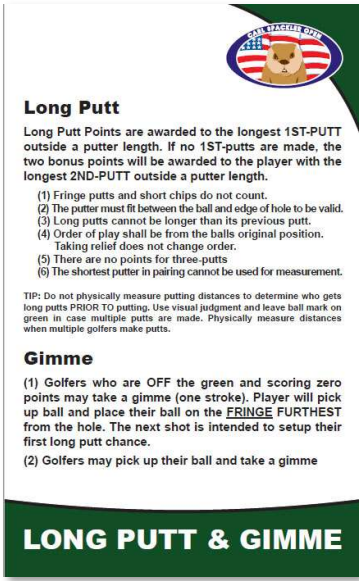 CARL SPACKLER OPEN
Long Putt
Long Putt Points are awarded to the longest 1ST-PUTT
outside a putter length. If no 1ST-putts are made, the
two bonus points will be awarded to the player with the
longest 2ND-PUTT outside a putter length.
(1) Fringe putts and short chips do not count.
(2) The putter must fit between the ball and edge of hole to be valid.
(3) Long putts cannot be longer than its previous putt.
(4) Order of play shall be from the balls original position.
Taking relief does not change order.
(5) There are no points for three-putts
(6) The shortest putter in pairing cannot be used for measurement.
TIP: Do not physically measure putting distances to determine who gets
long putts PRIOR TO putting. Use visual judgment and leave ball mark on
green in case multiple putts are made. Physically measure distances
when multiple golfers make putts.
Gimme
(1) Golfers who are OFF the green and scoring zero
points may take a gimme (one stroke). Player will pick
up ball and place their ball on the FRINGE FURTHEST
from the hole. The next shot is intended to setup their
first long putt chance.
(2) Golfers may pick up their ball and take a gimme
LONG PUTT & GIMME